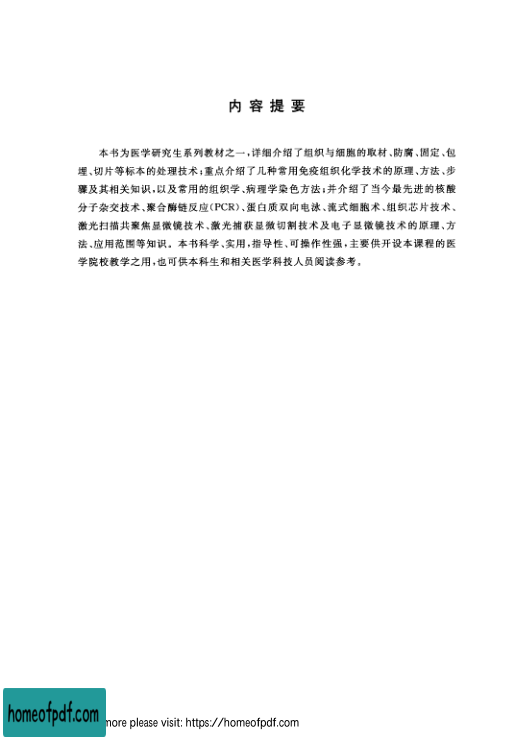 内容提要
本书为医学研究生系列教材之一,详细介绍了组织与细胞的取材、防腐、固定、包
埋、切片等标本的处理技术;重点介绍了几种常用免疫组织化学技术的原理、方法、步
骤及其相关知识,以及常用的组织学、病理学染色方法;并介绍了当今最先进的核酸
分子杂交技术、聚合酶链反应(PCR)、蛋白质双向电泳、流式细胞术、组织芯片技术、
激光扫描共聚焦显微镜技术、激光捕获显微切割技术及电子显微镜技术的原理、方
法、应用范围等知识。本书科学、实用,指导性、可操作性强,主要供开设本课程的医
学院校教学之用,也可供本科生和相关医学科技人员阅读参考。
homeofpdf.com more please visit: https://homeofpdf.com